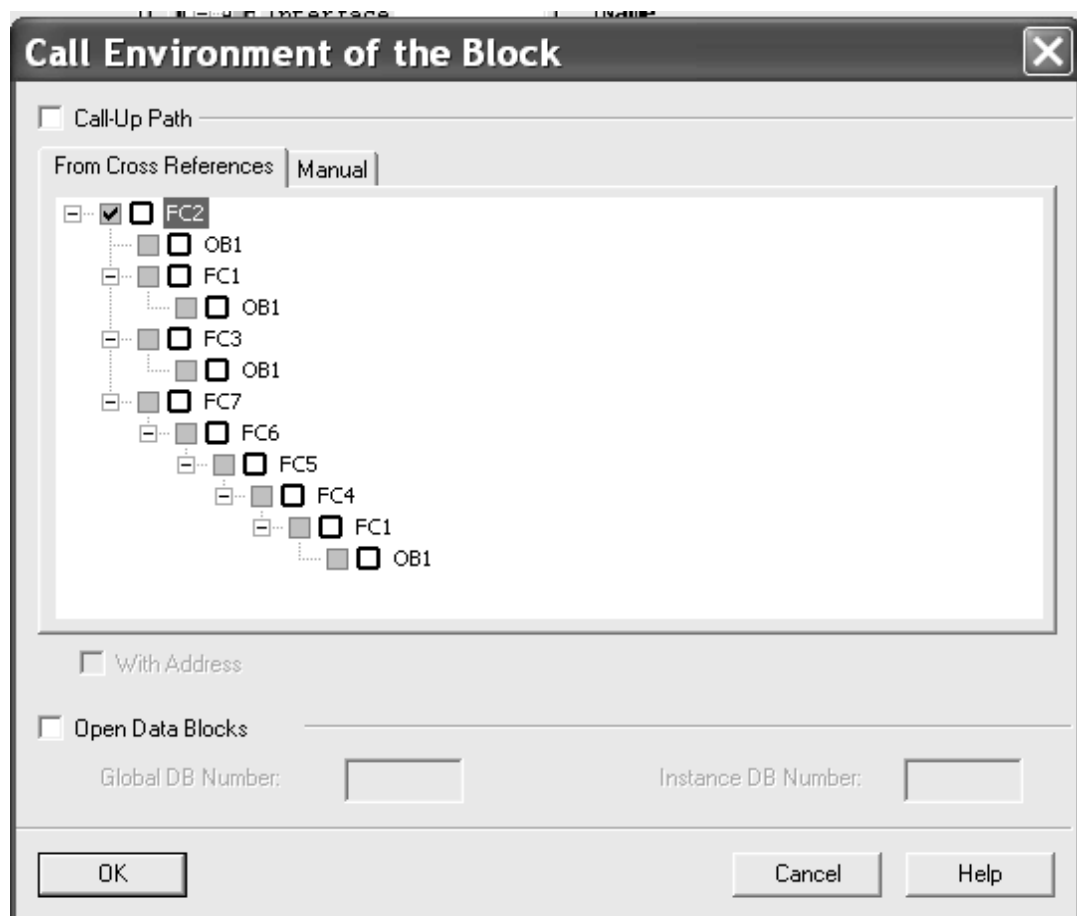 Interface Name
Call Environment of the Block
Call-Up Path
From Cross References Manual
FC2
OB1
FC1
OB1
FC3
OB1
FC7
FC6
FC5
FC4
FC1
OB1
With Address
Open Data Blocks
Global DB Number: Instance DB Number:
OK Cancel Help